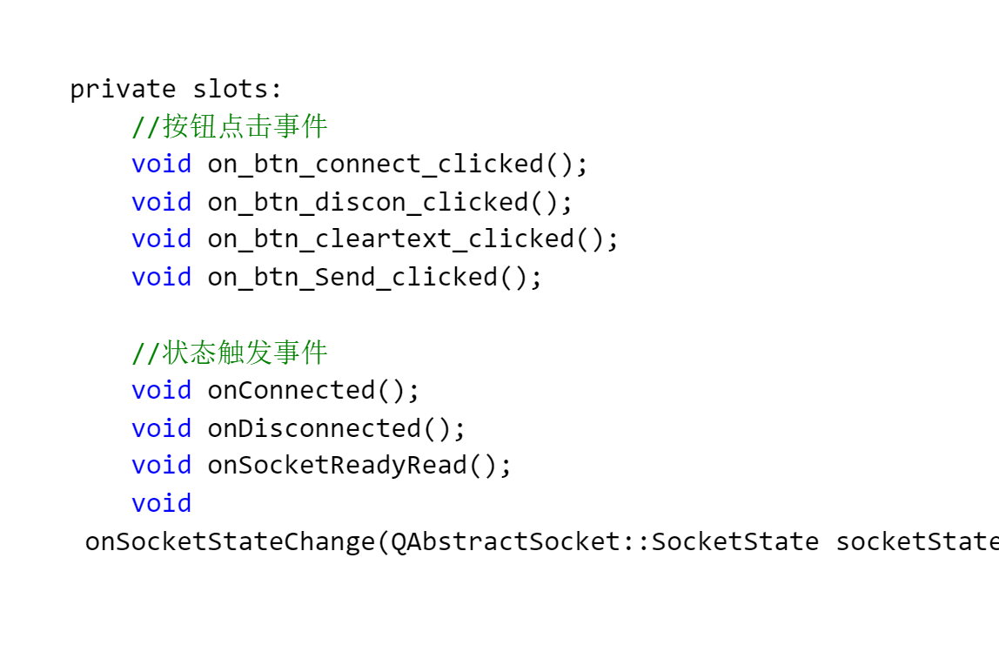 private slots:
//按钮点击事件
void on_btn_connect_clicked();
void on_btn_discon_clicked();
void on_btn_cleartext_clicked();
void on_btn_Send_clicked();
//状态触发事件
void onConnected();
void onDisconnected();
void onSocketReadyRead();
void
onSocketStateChange(QAbstractSocket::SocketState socketState